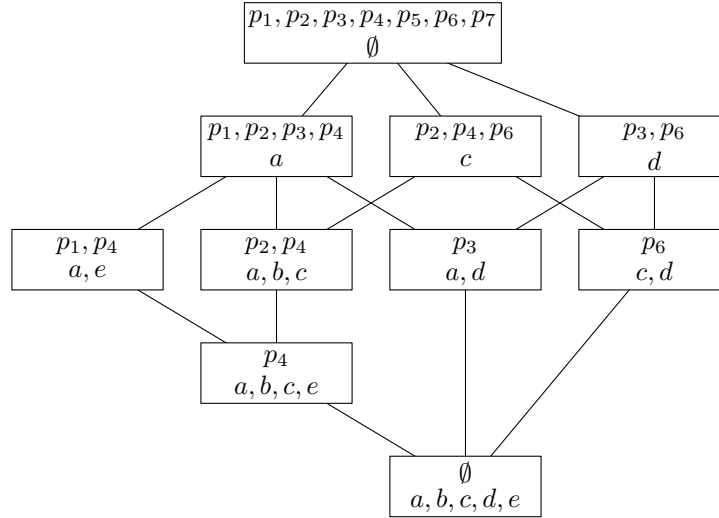 p₁, p₂, p₃, p₄, p₅, p₆, p₇
∅
p₁, p₂, p₃, p₄
a
p₂, p₄, p₆
c
p₃, p₆
d
p₁, p₄
a, e
p₂, p₄
a, b, c
p₃
a, d
p₆
c, d
p₄
a, b, c, e
∅
a, b, c, d, e